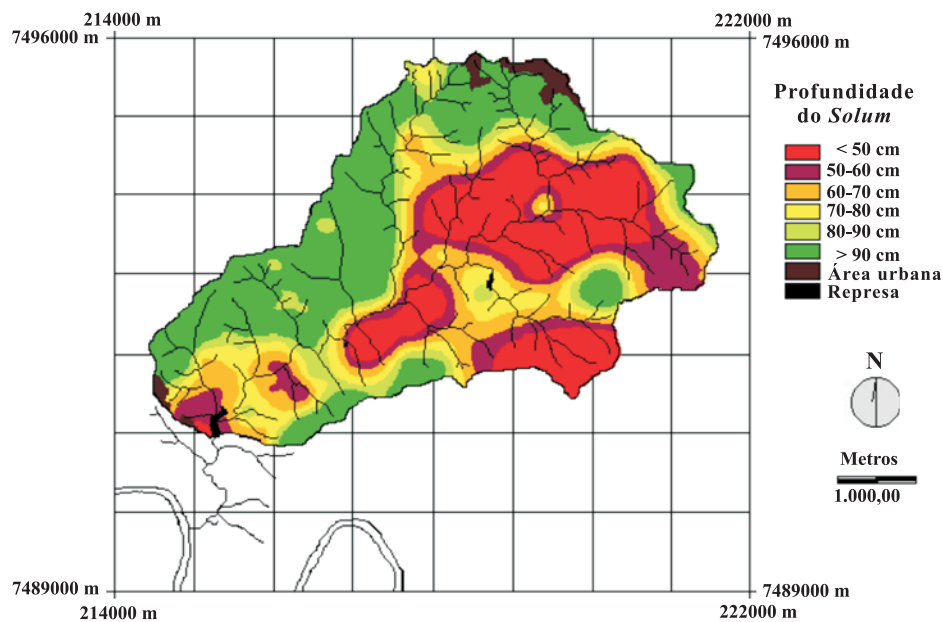 214000 m
222000 m
7496000 m
7496000 m
Profundidade
do Solum
< 50 cm
50-60 cm
60-70 cm
70-80 cm
80-90 cm
> 90 cm
Área urbana
Represa
N
Metros
1.000,00
7489000 m
7489000 m
214000 m
222000 m